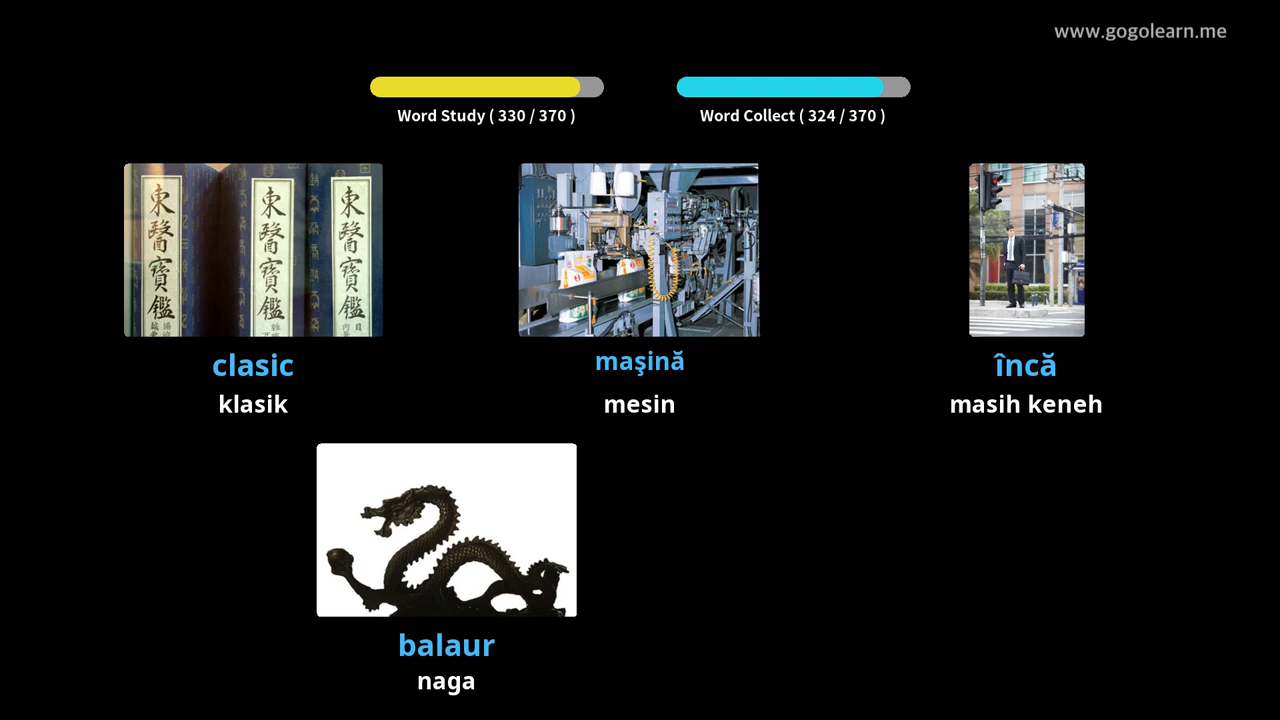 www.gogolearn.me
Word Study ( 330 / 370 )
Word Collect ( 324 / 370 )
東醫寶鑑
東醫寶鑑
東醫寶鑑
clasic
maşină
încă
klasik
mesin
masih keneh
balaur
naga